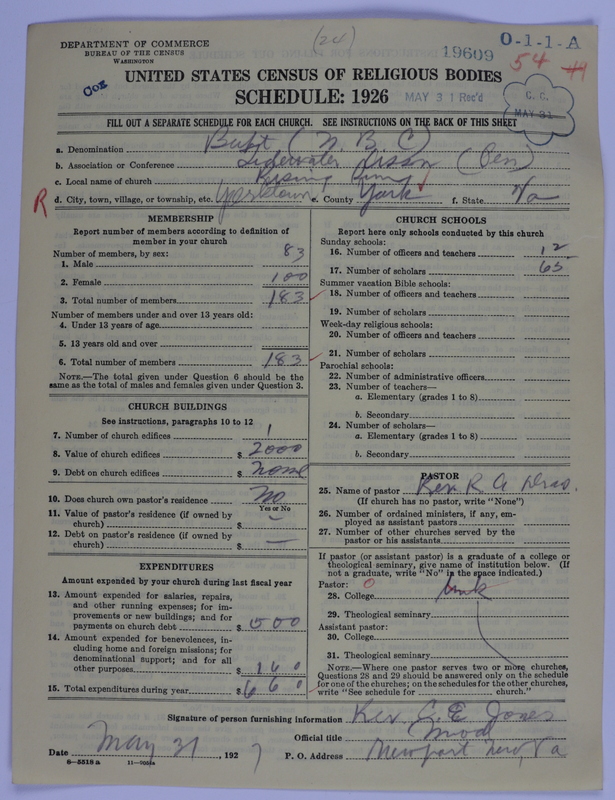 (24)
DEPARTMENT OF COMMERCE
BUREAU OF THE CENSUS
WASHINGTON
19609
0-1-1-A
54
UNITED STATES CENSUS OF RELIGIOUS BODIES
SCHEDULE: 1926
MAY 31 Rec'd
C. C.
MAY 31
FILL OUT A SEPARATE SCHEDULE FOR EACH CHURCH. SEE INSTRUCTIONS ON THE BACK OF THIS SHEET
a. Denomination Bapt (N. B. C)
b. Association or Conference Tidewater
c. Local name of church Rising
R
d. City, town, village, or township, etc. Yorktown e. County York f. State Va
MEMBERSHIP
Report number of members according to definition of
member in your church
Number of members, by sex:
1. Male 83
2. Female 100
3. Total number of members 183
Number of members under and over 13 years old:
4. Under 13 years of age
5. 13 years old and over
6. Total number of members 183
NOTE.—The total given under Question 6 should be the
same as the total of males and females given under Question 3.
CHURCH BUILDINGS
See instructions, paragraphs 10 to 12
7. Number of church edifices 1
8. Value of church edifices $ 2000
9. Debt on church edifices $ none
10. Does church own pastor's residence No
Yes or No
11. Value of pastor's residence (if owned by
church) $ —
12. Debt on pastor's residence (if owned by
church) $ —
EXPENDITURES
Amount expended by your church during last fiscal year
13. Amount expended for salaries, repairs,
and other running expenses; for im-
provements or new buildings; and for
payments on church debt $ 500
14. Amount expended for benevolences, in-
cluding home and foreign missions; for
denominational support; and for all
other purposes $ 160
15. Total expenditures during year $ 660
CHURCH SCHOOLS
Report here only schools conducted by this church
Sunday schools:
16. Number of officers and teachers 12
17. Number of scholars 65
Summer vacation Bible schools:
18. Number of officers and teachers
19. Number of scholars
Week-day religious schools:
20. Number of officers and teachers
21. Number of scholars
Parochial schools:
22. Number of administrative officers
23. Number of teachers—
a. Elementary (grades 1 to 8)
b. Secondary
24. Number of scholars—
a. Elementary (grades 1 to 8)
b. Secondary
PASTOR
25. Name of pastor Rev. R A
(If church has no pastor, write "None")
26. Number of ordained ministers, if any, em-
ployed as assistant pastors
27. Number of other churches served by the
pastor or his assistants
If pastor (or assistant pastor) is a graduate of a college or
theological seminary, give name of institution below. (If
not a graduate, write "No" in the space indicated.)
Pastor:
28. College unk
29. Theological seminary
Assistant pastor:
30. College
31. Theological seminary
NOTE.—Where one pastor serves two or more churches,
Questions 28 and 29 should be answered only on the schedule
for one of the churches; on the schedules for the other churches,
write "See schedule for church."
Signature of person furnishing information Rev. G. E Jones
Official title Mod
Date May 31, 1927 P. O. Address Newport News, Va
8—5518 a